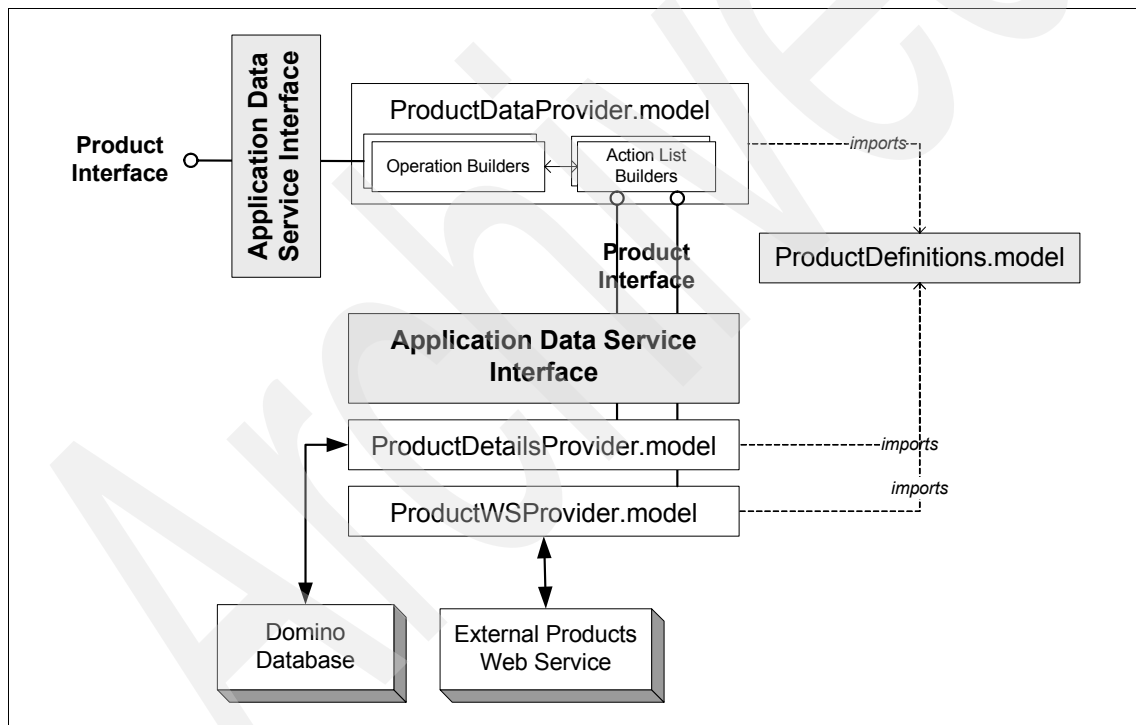 Application Data
Service Interface
Product
Interface
ProductDataProvider.model
Operation Builders
Action List
Builders
imports
Product
Interface
ProductDefinitions.model
Application Data Service
Interface
ProductDetailsProvider.model
imports
imports
ProductWSProvider.model
Domino
Database
External Products
Web Service
Archived